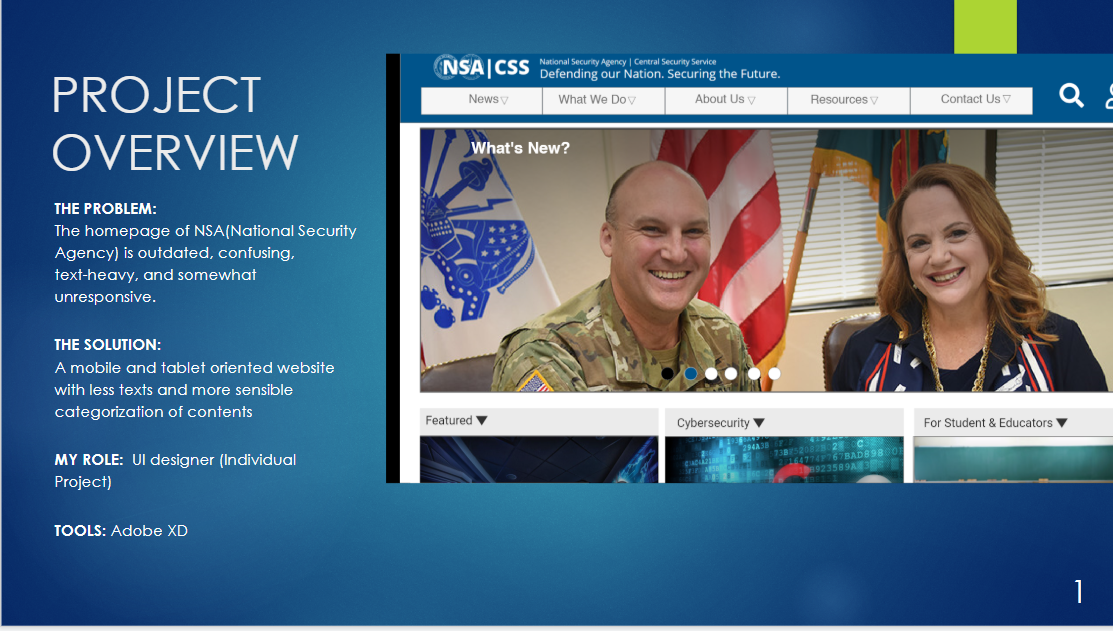 PROJECT
OVERVIEW
THE PROBLEM:
The homepage of NSA(National Security
Agency) is outdated, confusing,
text-heavy, and somewhat
unresponsive.
THE SOLUTION:
A mobile and tablet oriented website
with less texts and more sensible
categorization of contents
MY ROLE: UI designer (Individual
Project)
TOOLS: Adobe XD
NSA|CSS
National Security Agency | Central Security Service
Defending our Nation. Securing the Future.
News What We Do About Us Resources Contact Us
What's New?
Featured Cybersecurity For Student & Educators
1